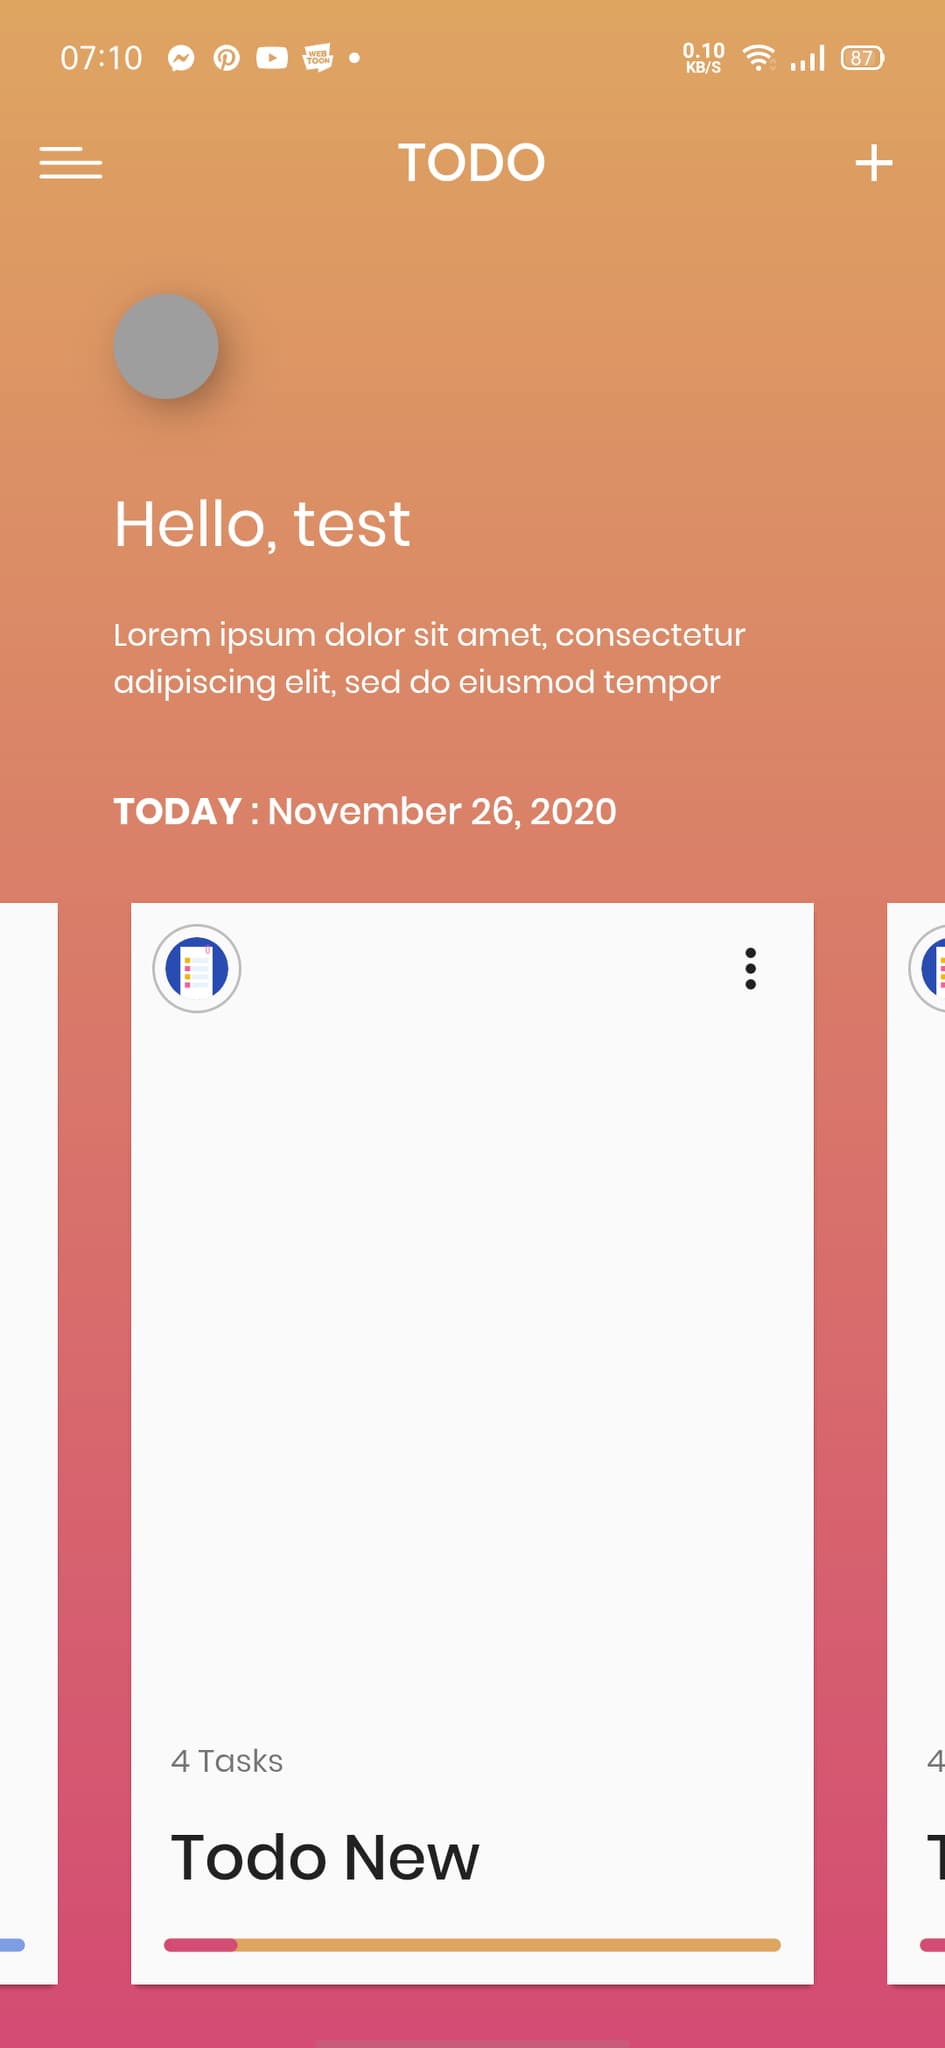 07:10 WEB TOON 0.10 KB/S 87
TODO
Hello, test
Lorem ipsum dolor sit amet, consectetur
adipiscing elit, sed do eiusmod tempor
TODAY : November 26, 2020
4 Tasks 4
Todo New T